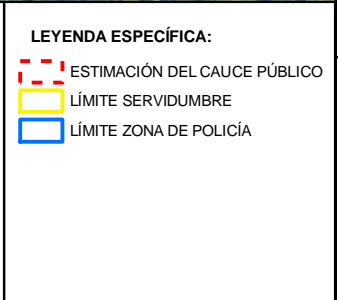 LEYENDA ESPECÍFICA:
ESTIMACIÓN DEL CAUCE PÚBLICO
LÍMITE SERVIDUMBRE
LÍMITE ZONA DE POLICÍA